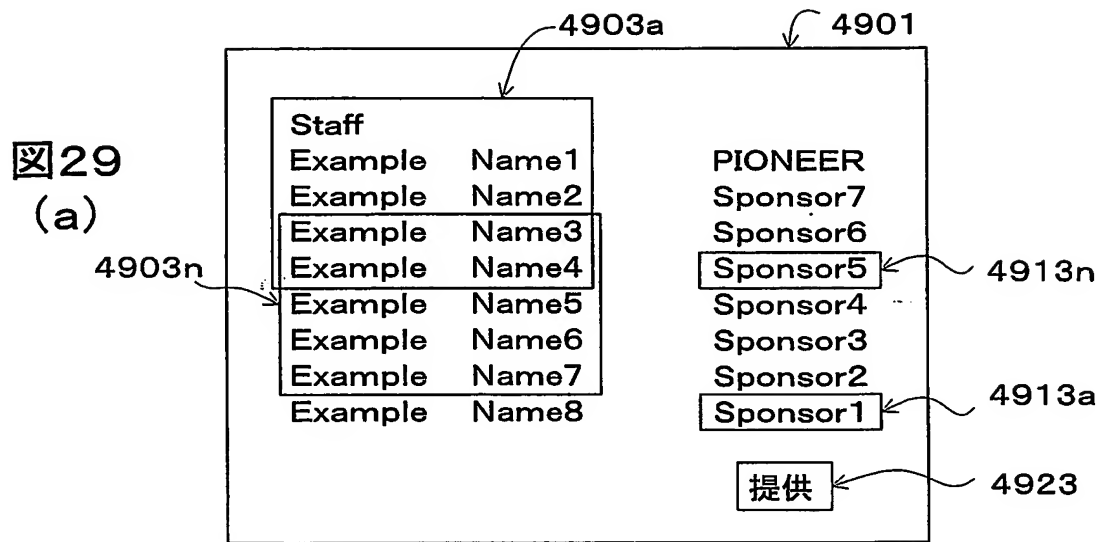 4903a
4901
図29
(a)
Staff
Example Name1
Example Name2
Example Name3
Example Name4
Example Name5
Example Name6
Example Name7
Example Name8
4903n
PIONEER
Sponsor7
Sponsor6
Sponsor5
Sponsor4
Sponsor3
Sponsor2
Sponsor1
4913n
4913a
提供
4923